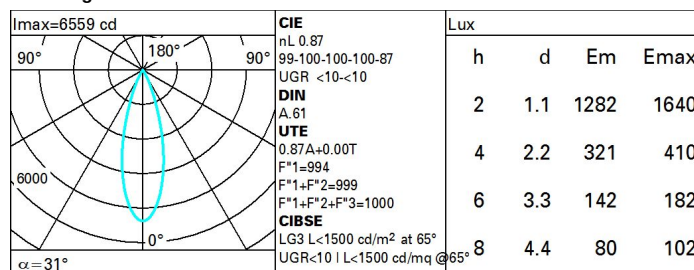 Imax=6559 cd
90°
180°
90°
6000
0°
α=31°
CIE
nL 0.87
99-100-100-100-87
UGR <10-<10
DIN
A.61
UTE
0.87A+0.00T
F"1=994
F"1+F"2=999
F"1+F"2+F"3=1000
CIBSE
LG3 L<1500 cd/m² at 65°
UGR<10 | L<1500 cd/mq @65°
Lux
h d Em Emax
2 1.1 1282 1640
4 2.2 321 410
6 3.3 142 182
8 4.4 80 102